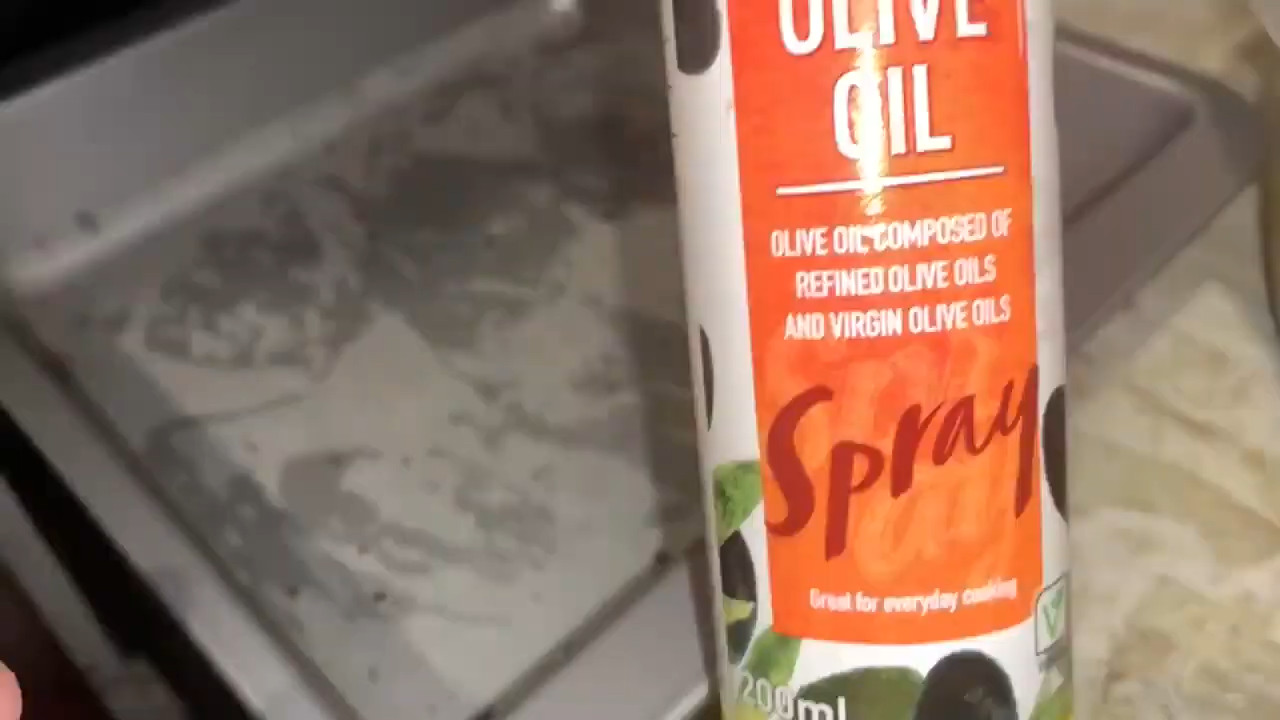 OLIVE
OIL
OLIVE OIL COMPOSED OF
REFINED OLIVE OILS
AND VIRGIN OLIVE OILS
Spray
Great for everyday cooking
200ml